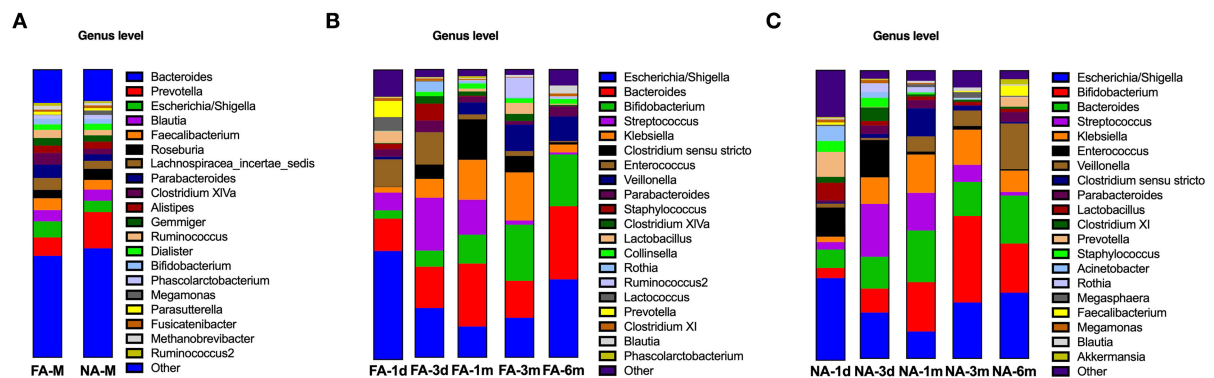 A
Genus level
Bacteroides
Prevotella
Escherichia/Shigella
Blautia
Faecalibacterium
Roseburia
Lachnospiracea_incertae_sedis
Parabacteroides
Clostridium XIVa
Alistipes
Gemmiger
Ruminococcus
Dialister
Bifidobacterium
Phascolarctobacterium
Megamonas
Parasutterella
Fusicatenibacter
Methanobrevibacter
Ruminococcus2
Other
FA-M NA-M
B
Genus level
Escherichia/Shigella
Bacteroides
Bifidobacterium
Streptococcus
Klebsiella
Clostridium sensu stricto
Enterococcus
Veillonella
Parabacteroides
Staphylococcus
Clostridium XIVa
Lactobacillus
Collinsella
Rothia
Ruminococcus2
Lactococcus
Prevotella
Clostridium XI
Blautia
Phascolarctobacterium
Other
FA-1d FA-3d FA-1m FA-3m FA-6m
C
Genus level
Escherichia/Shigella
Bifidobacterium
Bacteroides
Streptococcus
Klebsiella
Enterococcus
Veillonella
Clostridium sensu stricto
Parabacteroides
Lactobacillus
Clostridium XI
Prevotella
Staphylococcus
Acinetobacter
Rothia
Megasphaera
Faecalibacterium
Megamonas
Blautia
Akkermansia
Other
NA-1d NA-3d NA-1m NA-3m NA-6m